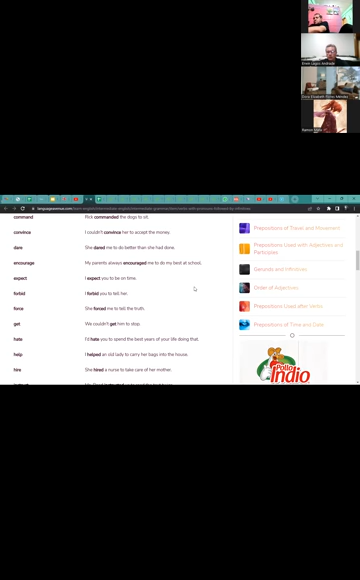 command Rick commanded the dogs to sit.
convince I couldn't convince her to accept the money.
dare She dared me to do better than she had done.
encourage My parents always encouraged me to do my best at school.
expect I expect you to be on time.
forbid I forbid you to tell her.
force She forced me to tell the truth.
get We couldn't get him to stop.
hate I'd hate you to spend the best years of your life doing that.
help I helped an old lady to carry her bags into the house.
hire She hired a nurse to take care of her mother.
Prepositions of Travel and Movement
Prepositions Used with Adjectives and
Participles
Gerunds and Infinitives
Order of Adjectives
Prepositions used after Verbs
Prepositions of Time and Date
Pollo
Indio